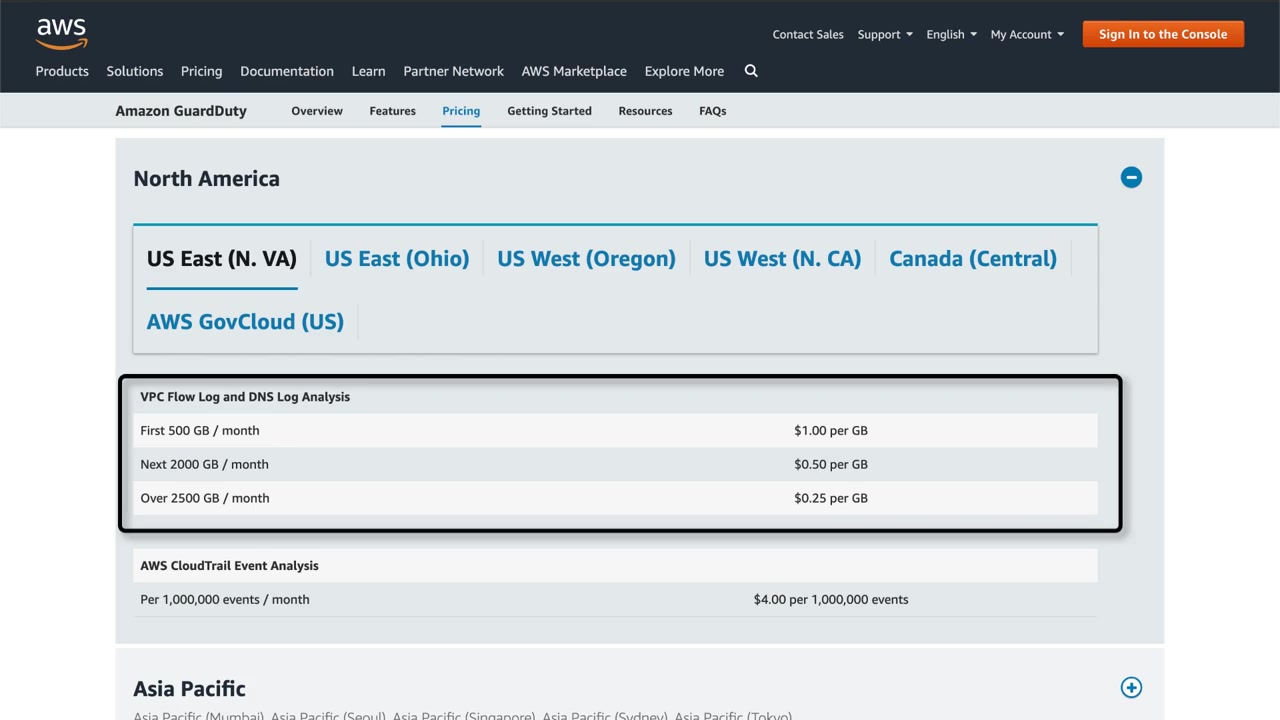 aws
Contact Sales Support English My Account Sign In to the Console
Products Solutions Pricing Documentation Learn Partner Network AWS Marketplace Explore More
Amazon GuardDuty Overview Features Pricing Getting Started Resources FAQs
North America
US East (N. VA) US East (Ohio) US West (Oregon) US West (N. CA) Canada (Central)
AWS GovCloud (US)
VPC Flow Log and DNS Log Analysis
First 500 GB / month $1.00 per GB
Next 2000 GB / month $0.50 per GB
Over 2500 GB / month $0.25 per GB
AWS CloudTrail Event Analysis
Per 1,000,000 events / month $4.00 per 1,000,000 events
Asia Pacific
Asia Pacific (Mumbai), Asia Pacific (Seoul), Asia Pacific (Singapore), Asia Pacific (Sydney), Asia Pacific (Tokyo)